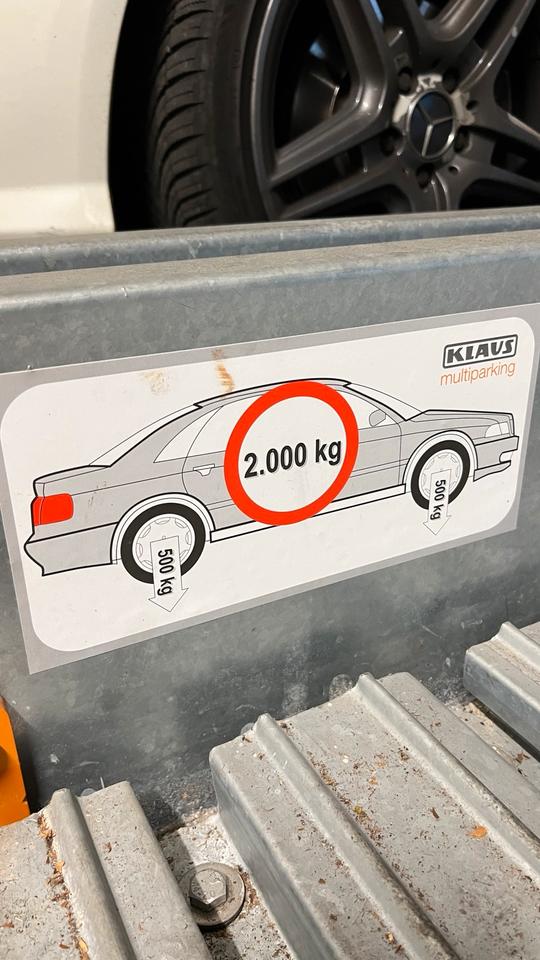 KLAUS
multiparking
2.000 kg
500 kg
500 kg